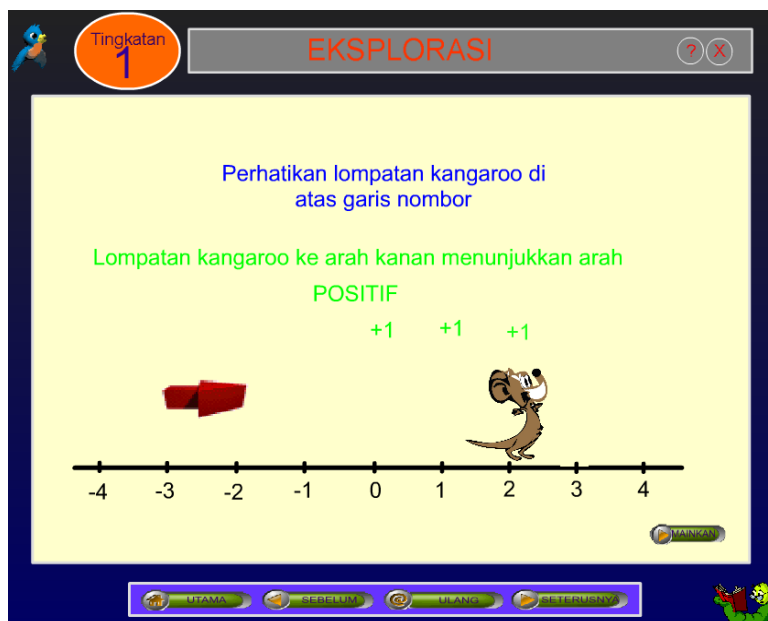 Tingkatan
1
EKSPLORASI
? X
Perhatikan lompatan kangaroo di
atas garis nombor
Lompatan kangaroo ke arah kanan menunjukkan arah
POSITIF
+1 +1 +1
-4 -3 -2 -1 0 1 2 3 4
MAINKAN
UTAMA SEBELUM ULANG SETERUSNYA